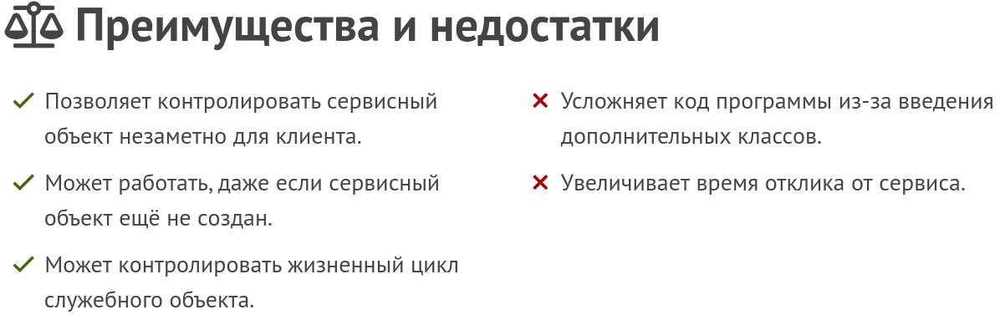 Преимущества и недостатки
Позволяет контролировать сервисный
объект незаметно для клиента.
Может работать, даже если сервисный
объект ещё не создан.
Может контролировать жизненный цикл
служебного объекта.
Усложняет код программы из-за введения
дополнительных классов.
Увеличивает время отклика от сервиса.